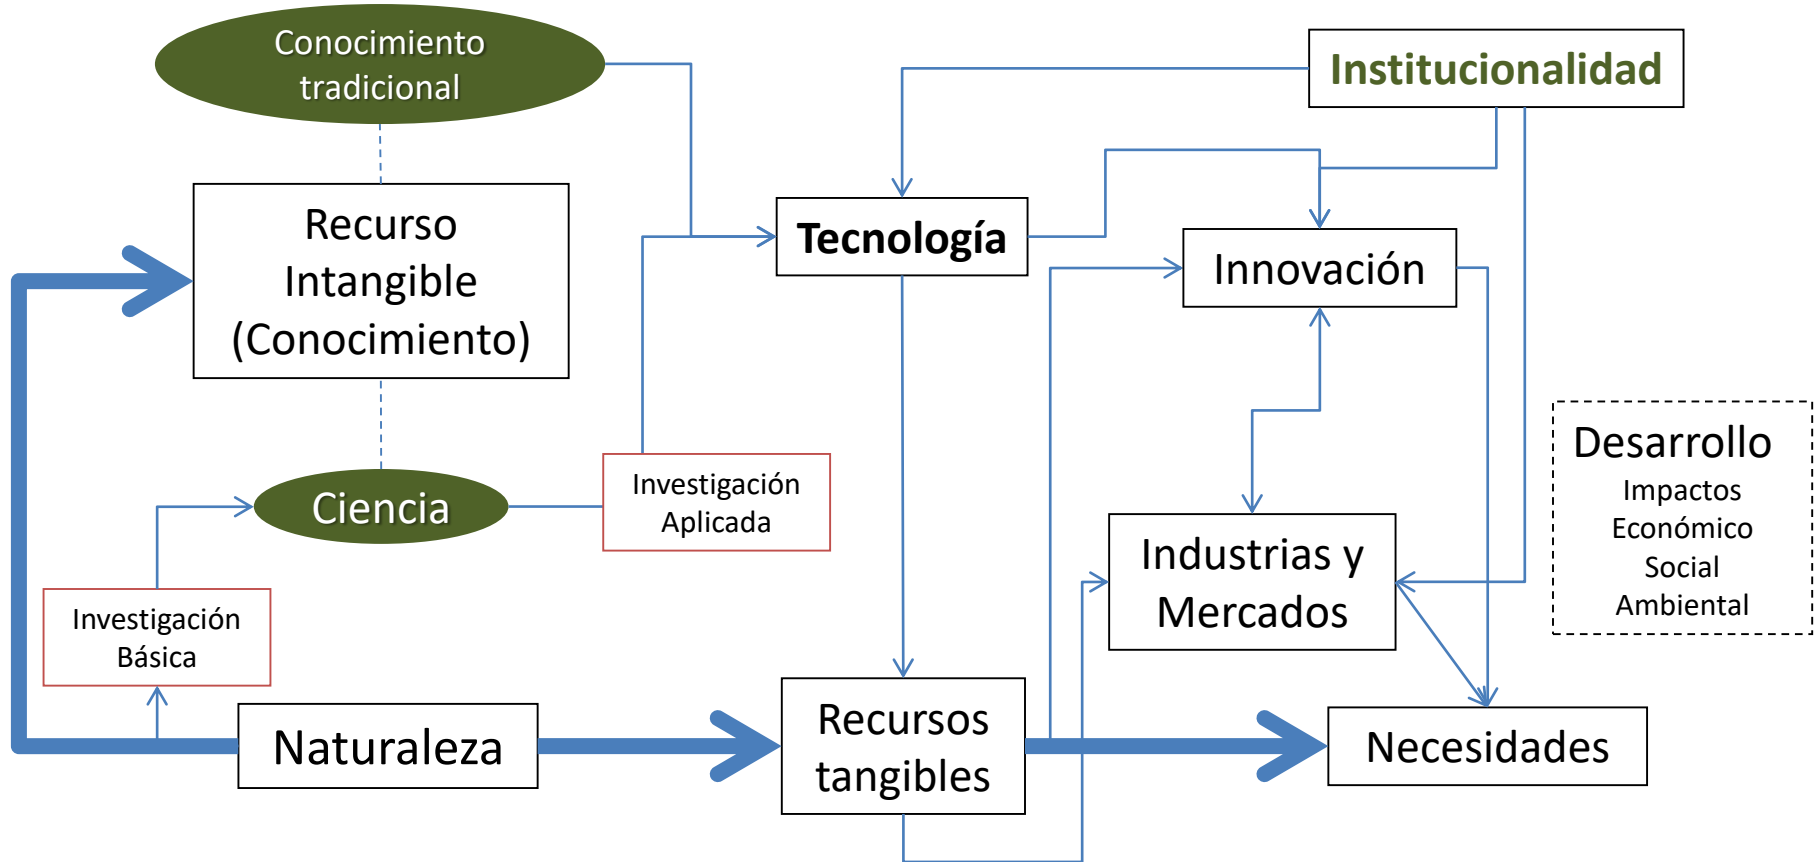 Conocimiento
tradicional
Institucionalidad
Recurso
Intangible
(Conocimiento)
Tecnología
Innovación
Desarrollo
Impactos
Económico
Social
Ambiental
Investigación
Aplicada
Ciencia
Industrias y
Mercados
Investigación
Básica
Naturaleza
Recursos
tangibles
Necesidades